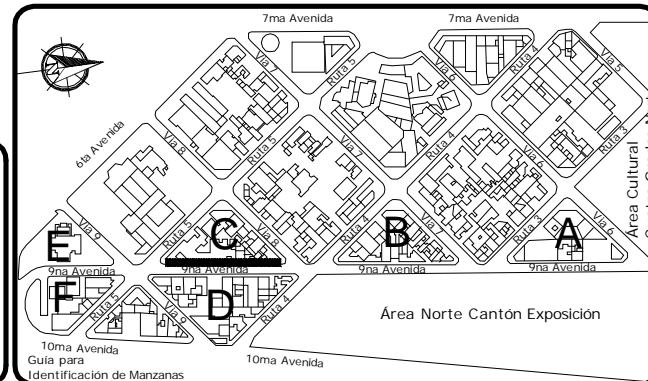 7ma Avenida
7ma Avenida
Vía 7
Ruta 5
Vía 6
Ruta 4
Vía 5
6ta Avenida
Vía 8
Ruta 5
Vía 7
Ruta 4
Vía 6
Ruta 3
Área Cultural
E
Vía 9
Ruta 5
C
Vía 8
Ruta 4
B
Vía
Ruta 3
A
Vía 6
9na Avenida
9na Avenida
9na Avenida
9na Avenida
F
Ruta 5
Vía 9
D
Ruta 4
Área Norte Cantón Exposición
10ma Avenida
10ma Avenida
Guía para
Identificación de Manzanas